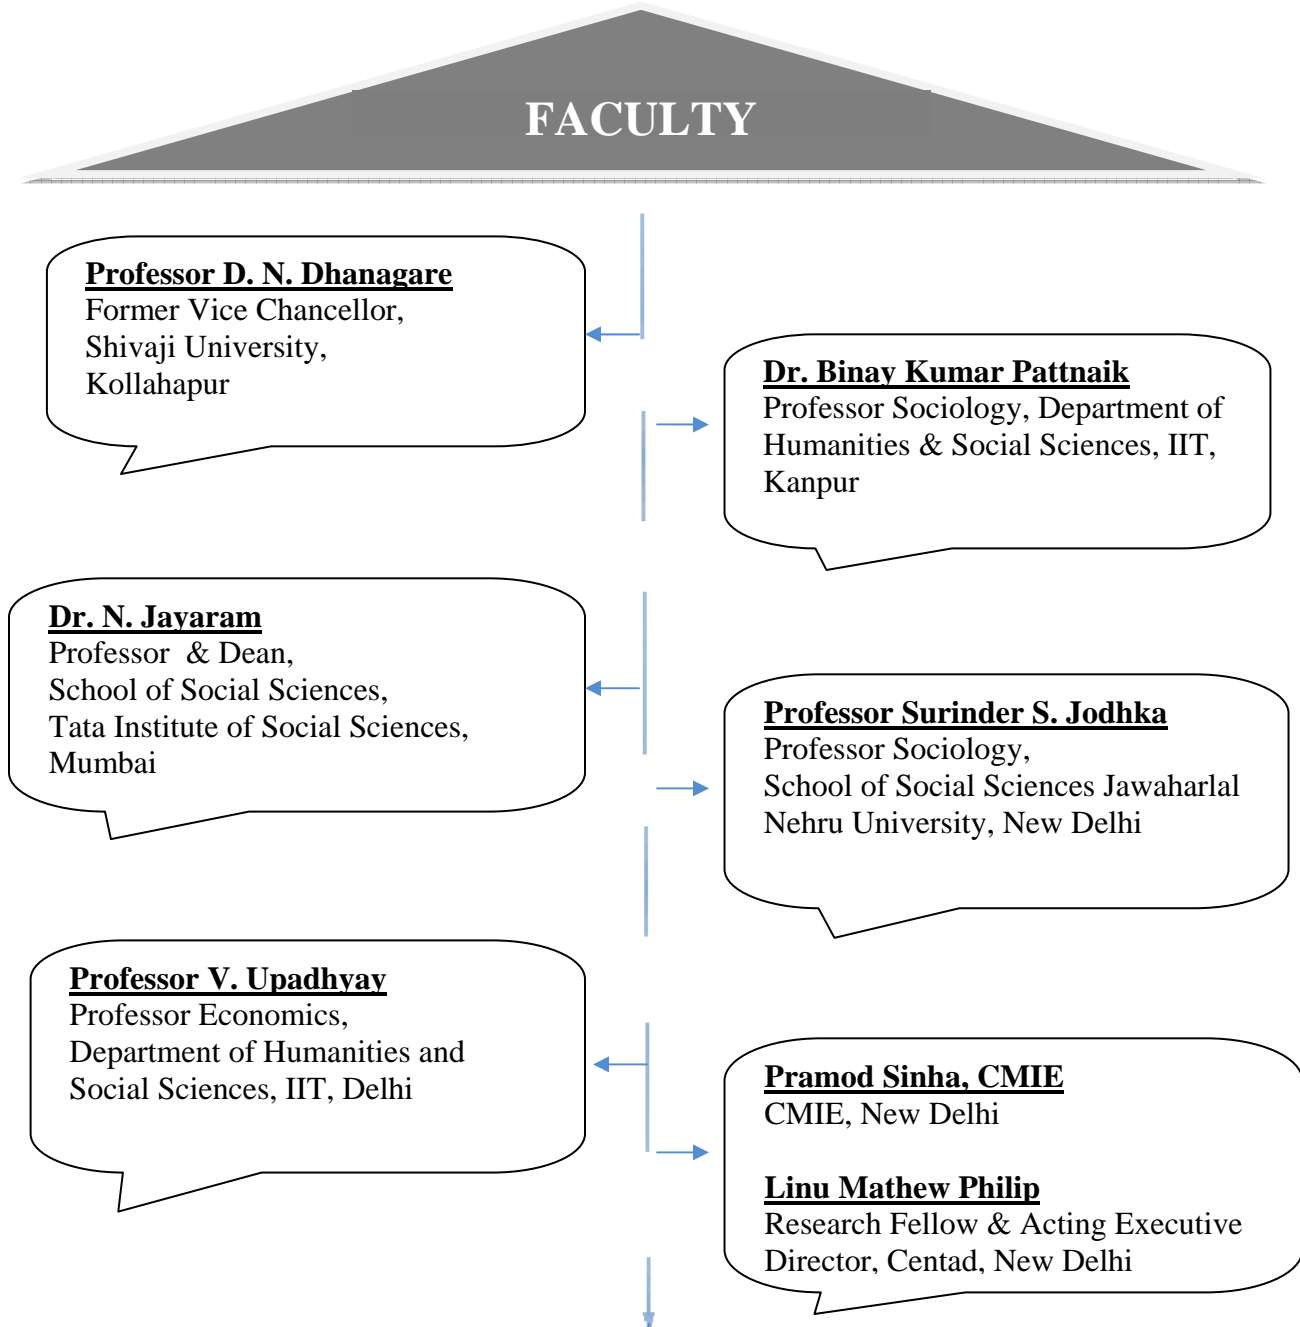 FACULTY
Professor D. N. Dhanagare
Former Vice Chancellor,
Shivaji University,
Kollahapur
Dr. Binay Kumar Pattnaik
Professor Sociology, Department of
Humanities & Social Sciences, IIT,
Kanpur
Dr. N. Jayaram
Professor & Dean,
School of Social Sciences,
Tata Institute of Social Sciences,
Mumbai
Professor Surinder S. Jodhka
Professor Sociology,
School of Social Sciences Jawaharlal
Nehru University, New Delhi
Professor V. Upadhyay
Professor Economics,
Department of Humanities and
Social Sciences, IIT, Delhi
Pramod Sinha, CMIE
CMIE, New Delhi
Linu Mathew Philip
Research Fellow & Acting Executive
Director, Centad, New Delhi